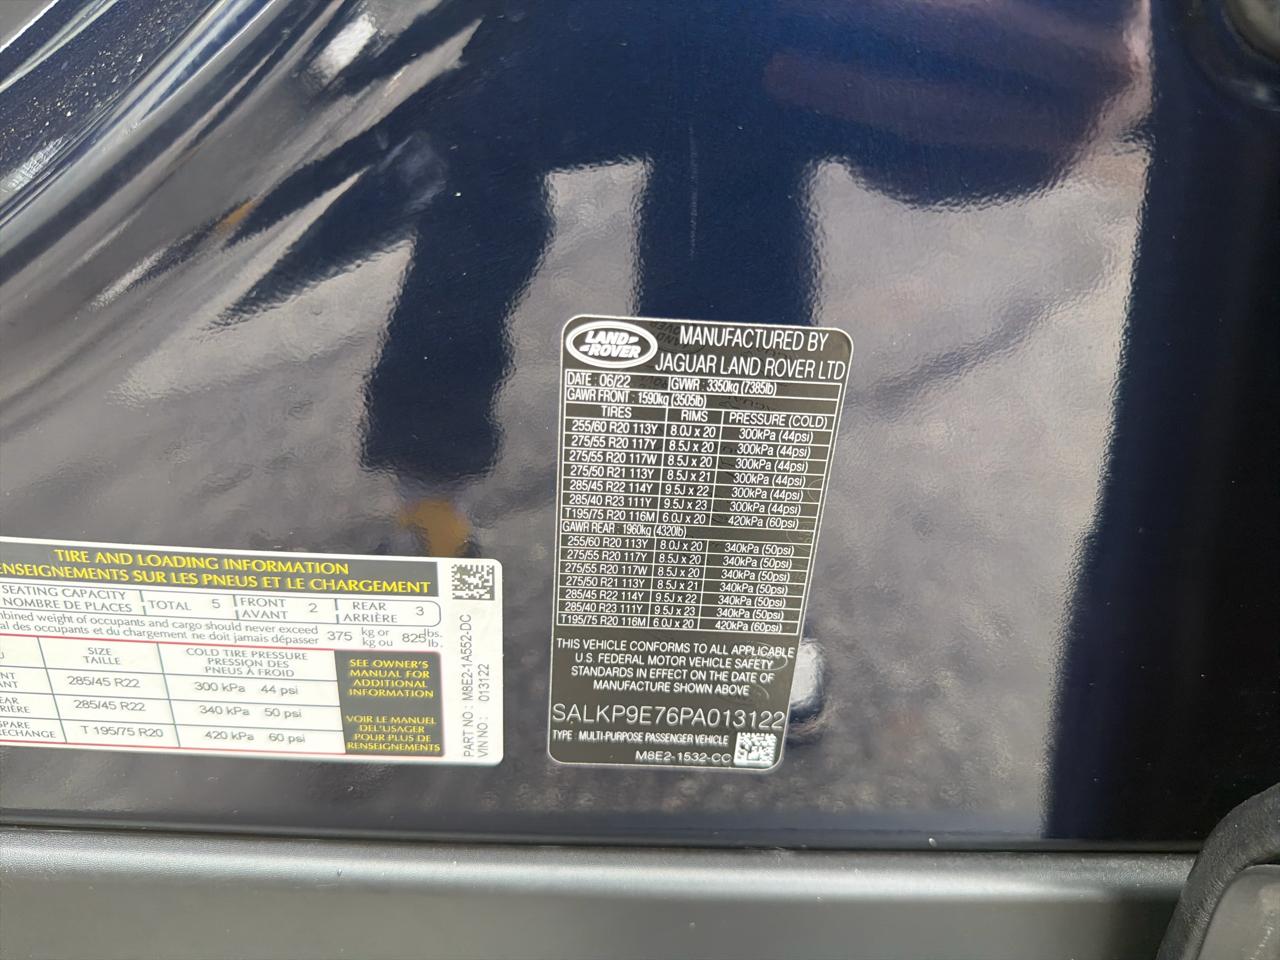 LAND-
-ROVER
MANUFACTURED BY
JAGUAR LAND ROVER LTD
DATE : 06/22 GWWR : 3350kg (7385lb)
GAWR FRONT : 1590kg (3505lb)
TIRES RIMS PRESSURE (COLD)
255/60 R20 113Y 8.0J x 20 300kPa (44psi)
275/55 R20 117Y 8.5J x 20 300kPa (44psi)
275/55 R20 117W 8.5J x 20 300kPa (44psi)
275/50 R21 113Y 8.5J x 21 300kPa (44psi)
285/45 R22 114Y 9.5J x 22 300kPa (44psi)
285/40 R23 111Y 9.5J x 23 300kPa (44psi)
T195/75 R20 116M 6.0J x 20 420kPa (60psi)
GAWR REAR : 1960kg (4320lb)
255/60 R20 113Y 8.0J x 20 340kPa (50psi)
275/55 R20 117Y 8.5J x 20 340kPa (50psi)
275/55 R20 117W 8.5J x 20 340kPa (50psi)
275/50 R21 113Y 8.5J x 21 340kPa (50psi)
285/45 R22 114Y 9.5J x 22 340kPa (50psi)
285/40 R23 111Y 9.5J x 23 340kPa (50psi)
T195/75 R20 116M 6.0J x 20 420kPa (60psi)
THIS VEHICLE CONFORMS TO ALL APPLICABLE
U.S. FEDERAL MOTOR VEHICLE SAFETY
STANDARDS IN EFFECT ON THE DATE OF
MANUFACTURE SHOWN ABOVE
SALKP9E76PA013122
TYPE : MULTI-PURPOSE PASSENGER VEHICLE
M8E2-1532-CC
TIRE AND LOADING INFORMATION
ENSEIGNEMENTS SUR LES PNEUS ET LE CHARGEMENT
SEATING CAPACITY
NOMBRE DE PLACES TOTAL 5 FRONT AVANT 2 REAR ARRIÈRE 3
bined weight of occupants and cargo should never exceed
al des occupants et du chargement ne doit jamais dépasser 375 kg or kg ou 825 lbs. lb.
SIZE TAILLE
COLD TIRE PRESSURE
PRESSION DES
PNEUS À FROID
285/45 R22 300 kPa 44 psi
285/45 R22 340 kPa 50 psi
ARRIÈRE
PARE
RECHANGE T 195/75 R20 420 kPa 60 psi
SEE OWNER'S
MANUAL FOR
ADDITIONAL
INFORMATION
VOIR LE MANUEL
DEL'USAGER
POUR PLUS DE
RENSEIGNEMENTS
PART NO : M8E2-1A552-DC
VIN NO : 013122